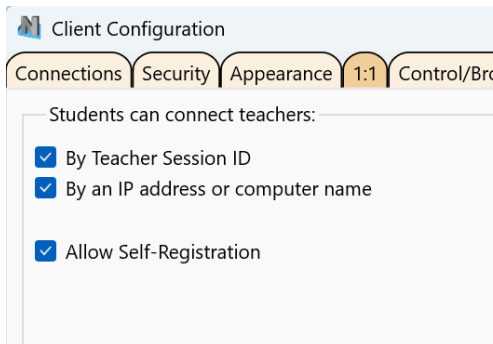 Client Configuration
Connections Security Appearance 1:1 Control/Bro
Students can connect teachers:
By Teacher Session ID
By an IP address or computer name
Allow Self-Registration